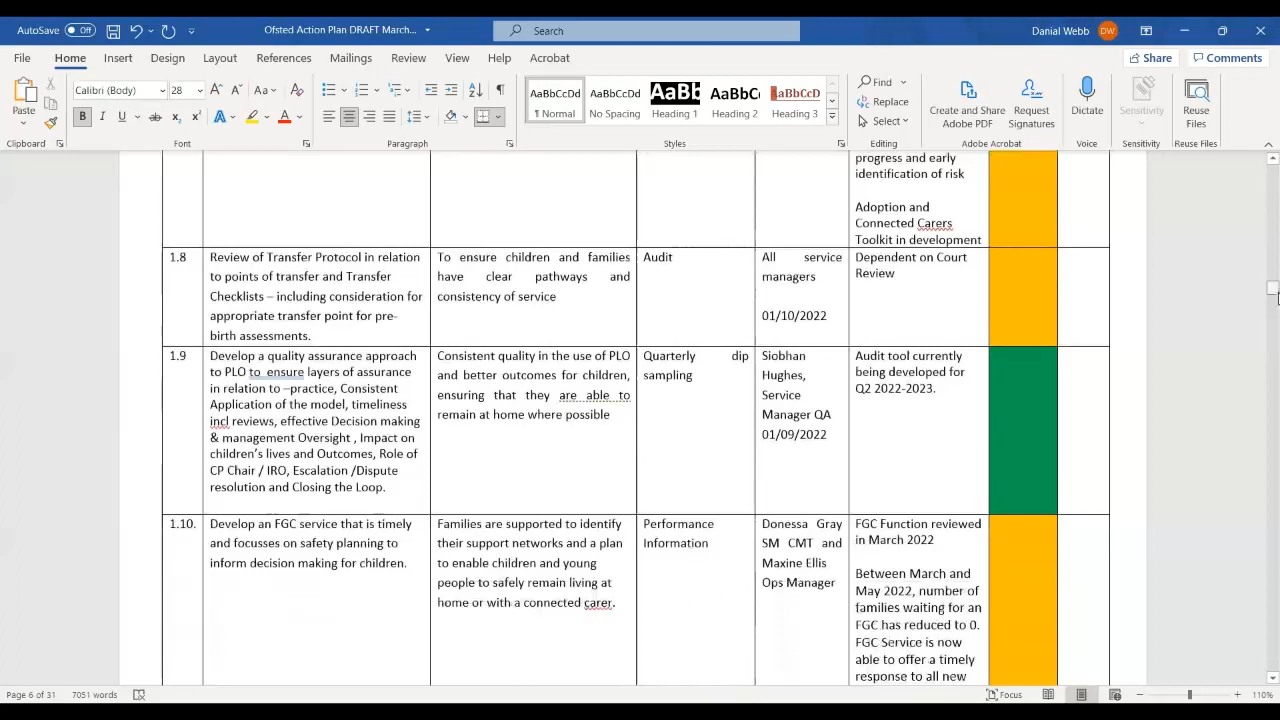 AutoSave Off
Ofsted Action Plan DRAFT March...
Search
Danial Webb DW
File Home Insert Design Layout References Mailings Review View Help Acrobat
Share Comments
Paste
Clipboard
Calibri (Body) 28
Font
Paragraph
AaBbCcDd
¶ Normal
AaBbCcDd
No Spacing
AaBb
Heading 1
AaBbC
Heading 2
AaBbCcD
Heading 3
Styles
Find
Replace
Select
Editing
Create and Share
Adobe PDF
Request
Signatures
Adobe Acrobat
Dictate
Voice
Sensitivity
Sensitivity
Reuse
Files
Reuse Files
progress and early
identification of risk
Adoption and
Connected Carers
Toolkit in development
1.8
Review of Transfer Protocol in relation
to points of transfer and Transfer
Checklists – including consideration for
appropriate transfer point for pre-
birth assessments.
To ensure children and families
have clear pathways and
consistency of service
Audit
All service
managers
01/10/2022
Dependent on Court
Review
1.9
Develop a quality assurance approach
to PLO to ensure layers of assurance
in relation to –practice, Consistent
Application of the model, timeliness
incl reviews, effective Decision making
& management Oversight , Impact on
children's lives and Outcomes, Role of
CP Chair / IRO, Escalation /Dispute
resolution and Closing the Loop.
Consistent quality in the use of PLO
and better outcomes for children,
ensuring that they are able to
remain at home where possible
Quarterly dip
sampling
Siobhan
Hughes,
Service
Manager QA
01/09/2022
Audit tool currently
being developed for
Q2 2022-2023.
1.10.
Develop an FGC service that is timely
and focusses on safety planning to
inform decision making for children.
Families are supported to identify
their support networks and a plan
to enable children and young
people to safely remain living at
home or with a connected carer.
Performance
Information
Donessa Gray
SM CMT and
Maxine Ellis
Ops Manager
FGC Function reviewed
in March 2022
Between March and
May 2022, number of
families waiting for an
FGC has reduced to 0.
FGC Service is now
able to offer a timely
response to all new
Page 6 of 31 7051 words
Focus
110%